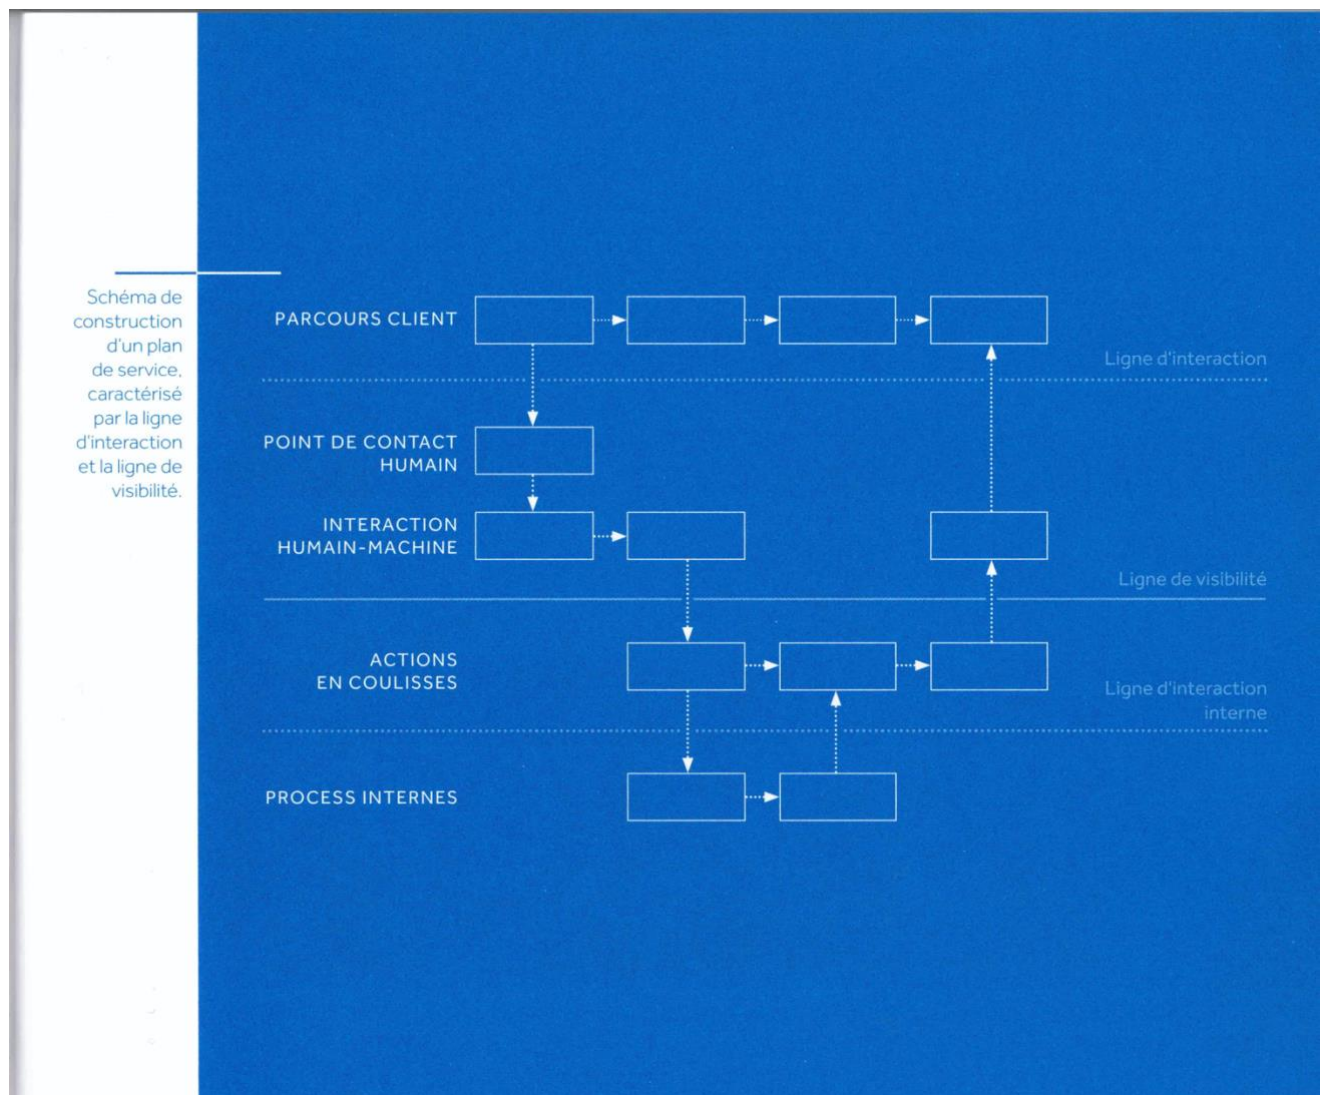 Schéma de
construction
d'un plan
de service,
caractérisé
par la ligne
d'interaction
et la ligne de
visibilité.
PARCOURS CLIENT
Ligne d'interaction
POINT DE CONTACT
HUMAIN
INTERACTION
HUMAIN-MACHINE
Ligne de visibilité
ACTIONS
EN COULISSES
Ligne d'interaction
interne
PROCESS INTERNES